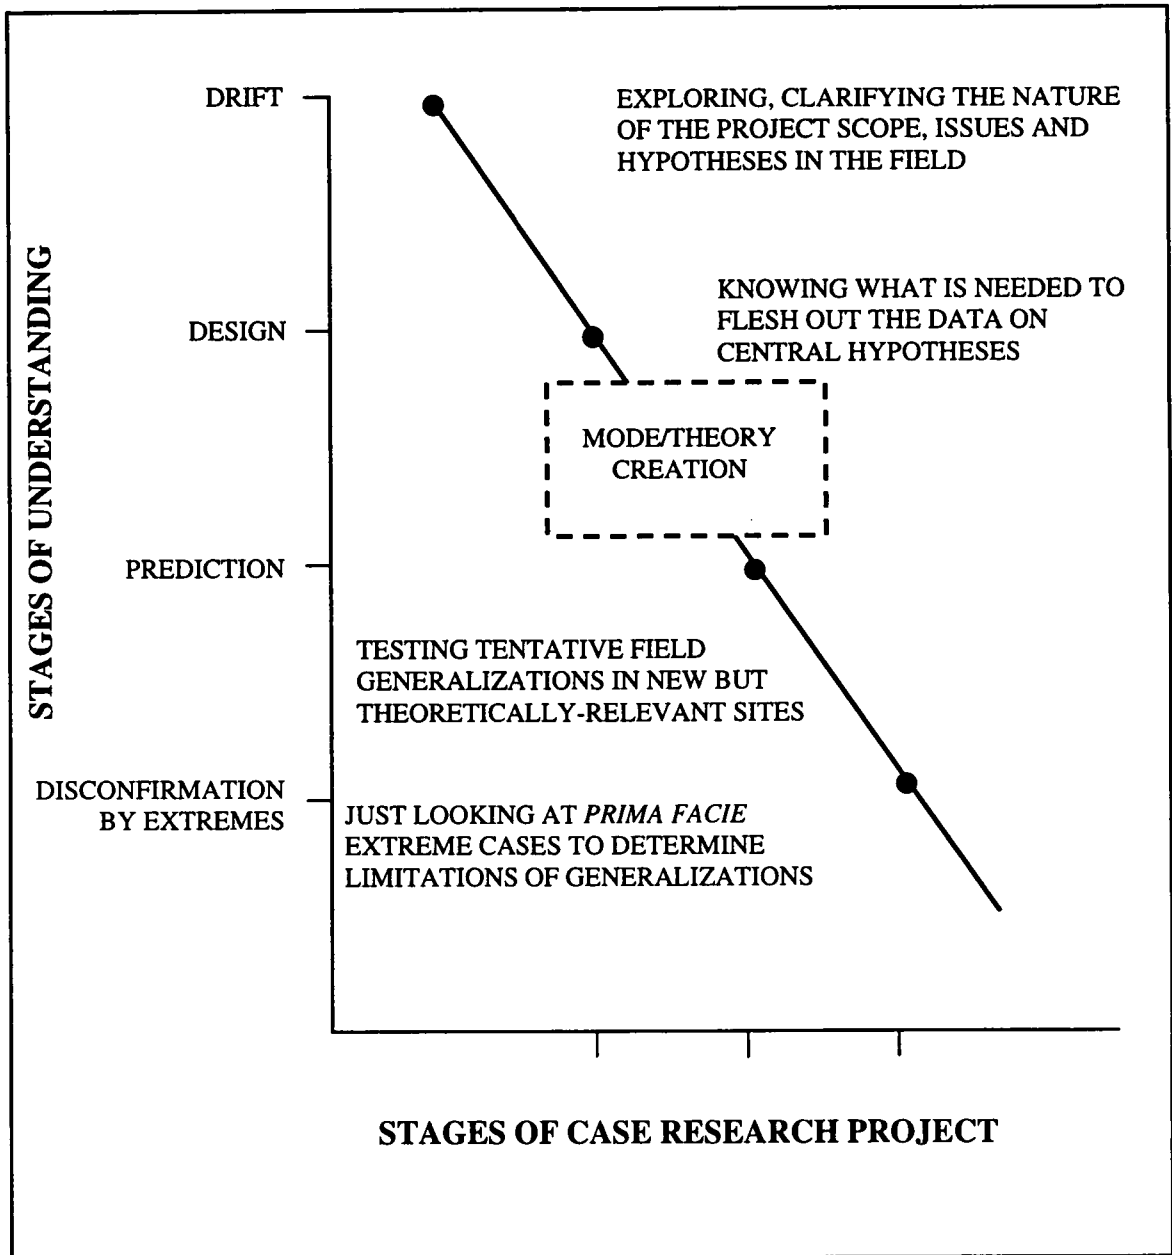 DRIFT
EXPLORING, CLARIFYING THE NATURE
OF THE PROJECT SCOPE, ISSUES AND
HYPOTHESES IN THE FIELD
STAGES OF UNDERSTANDING
KNOWING WHAT IS NEEDED TO
FLESH OUT THE DATA ON
CENTRAL HYPOTHESES
DESIGN
MODE/THEORY
CREATION
PREDICTION
TESTING TENTATIVE FIELD
GENERALIZATIONS IN NEW BUT
THEORETICALLY-RELEVANT SITES
DISCONFIRMATION
BY EXTREMES
JUST LOOKING AT PRIMA FACIE
EXTREME CASES TO DETERMINE
LIMITATIONS OF GENERALIZATIONS
STAGES OF CASE RESEARCH PROJECT